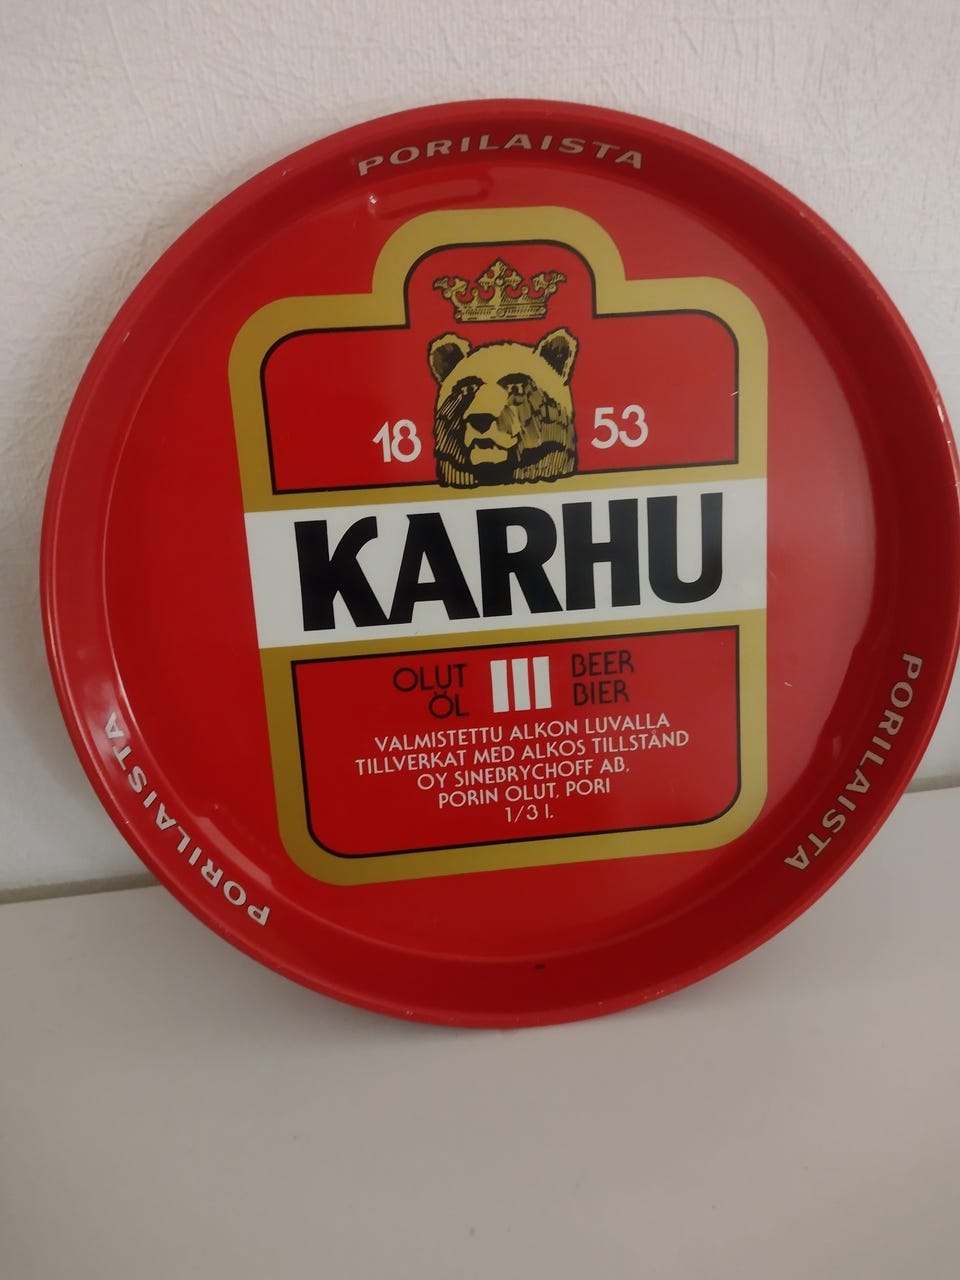 PORILAISTA
18 53
KARHU
OLUT III BEER
ÖL BIER
VALMISTETTU ALKON LUVALLA
TILLVERKAT MED ALKOS TILLSTÅND
OY SINEBRYCHOFF AB,
PORIN OLUT, PORI
1/3 l.
PORILAISTA
PORILAISTA